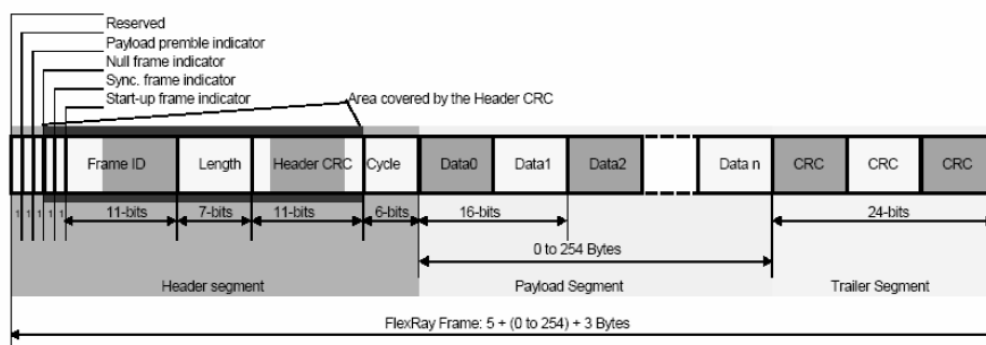 Reserved
Payload premble indicator
Null frame indicator
Sync. frame indicator
Start-up frame indicator
Area covered by the Header CRC
Frame ID Length Header CRC Cycle Data0 Data1 Data2 Data n CRC CRC CRC
1 1 1 1 1 11-bits 7-bits 11-bits 6-bits 16-bits 24-bits
0 to 254 Bytes
Header segment Payload Segment Trailer Segment
FlexRay Frame: 5 + (0 to 254) + 3 Bytes